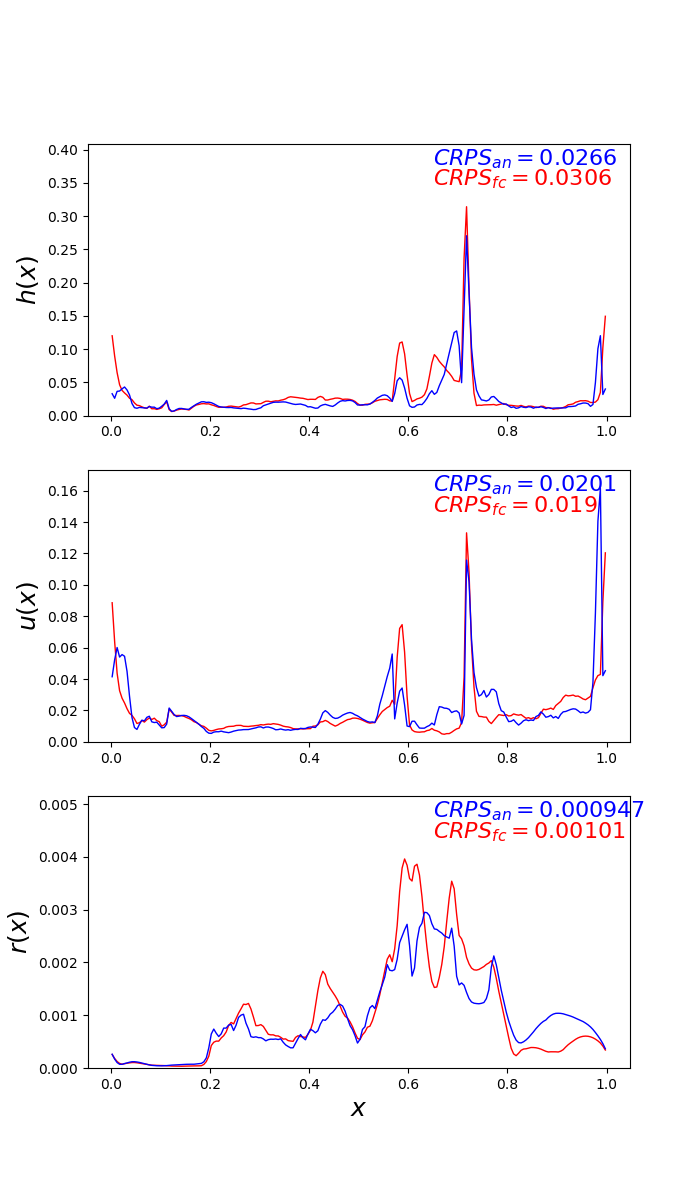 CRPS_an = 0.0266
CRPS_fc = 0.0306
0.40
0.35
0.30
0.25
0.20
0.15
0.10
0.05
0.00
h(x)
0.0 0.2 0.4 0.6 0.8 1.0
CRPS_an = 0.0201
CRPS_fc = 0.019
0.16
0.14
0.12
0.10
0.08
0.06
0.04
0.02
0.00
u(x)
0.0 0.2 0.4 0.6 0.8 1.0
CRPS_an = 0.000947
CRPS_fc = 0.00101
0.005
0.004
0.003
0.002
0.001
0.000
r(x)
0.0 0.2 0.4 0.6 0.8 1.0
x